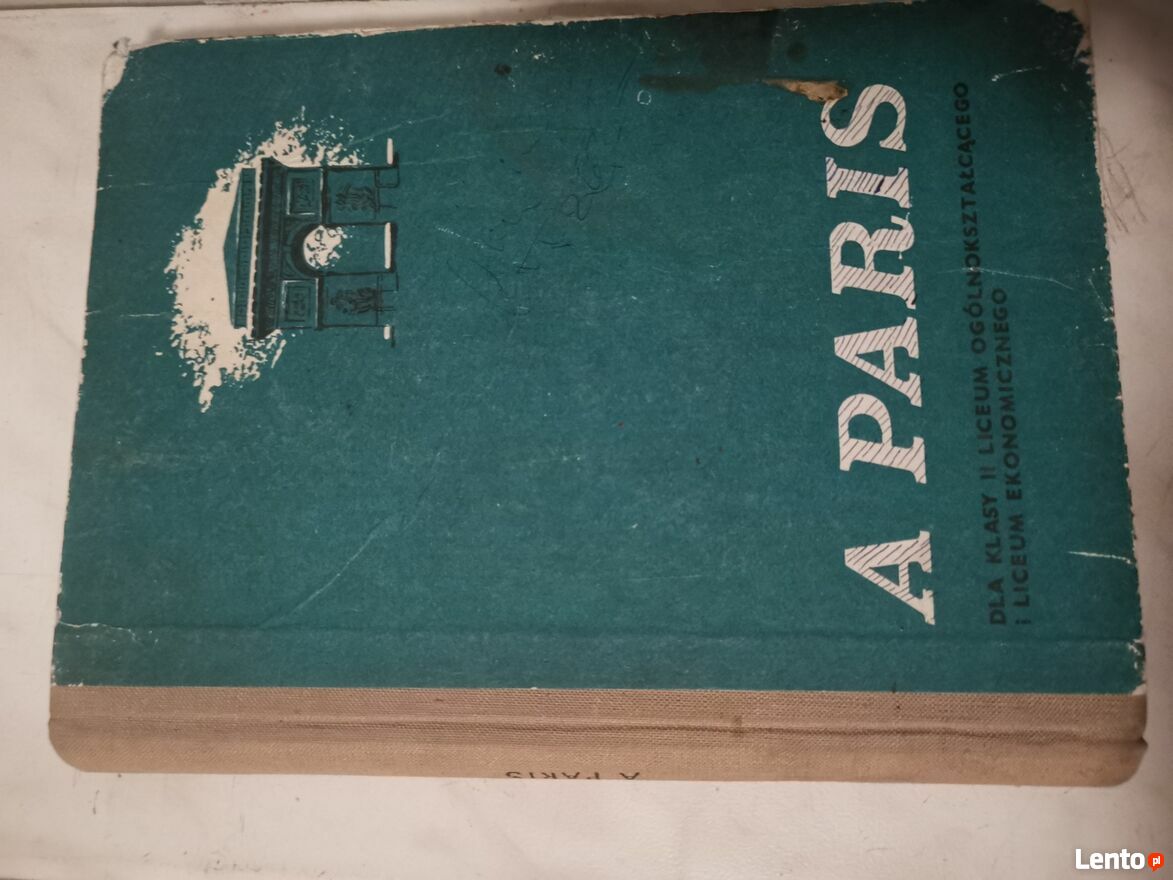 A PARIS
DLA KLASY II LICEUM OGÓLNOKSZTAŁCĄCEGO
i LICEUM EKONOMICZNEGO
A PARIS
Lento.pl